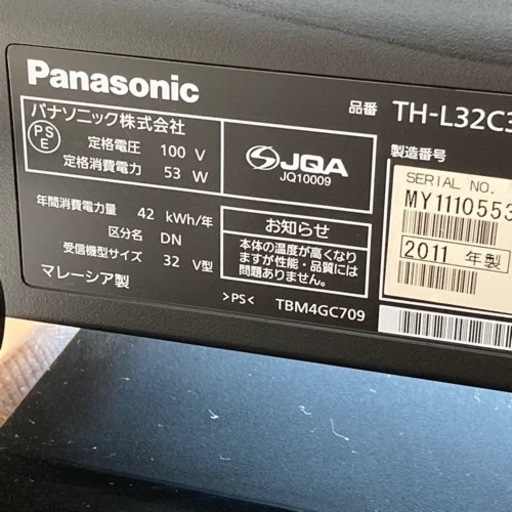 Panasonic
パナソニック株式会社
PS
E
定格電圧 100 V
定格消費電力 53 W
年間消費電力量 42 kWh/年
区分名 DN
受信機型サイズ 32 V型
マレーシア製
JQA
JQ10009
お知らせ
本体の温度が高くなり
ますが性能・品質には
問題ありません。
>PS< TBM4GC709
品番 TH-L32C3
製造番号
SERIAL NO.
MY1110553
2011 年製